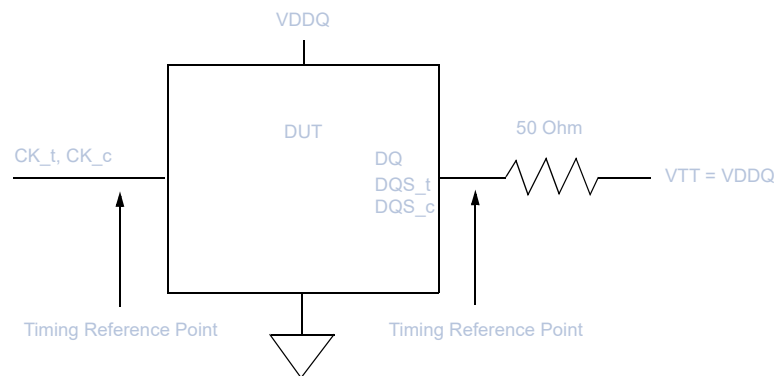 VDDQ
DUT
50 Ohm
CK_t, CK_c
DQ
DQS_t
DQS_c
VTT = VDDQ
Timing Reference Point
Timing Reference Point